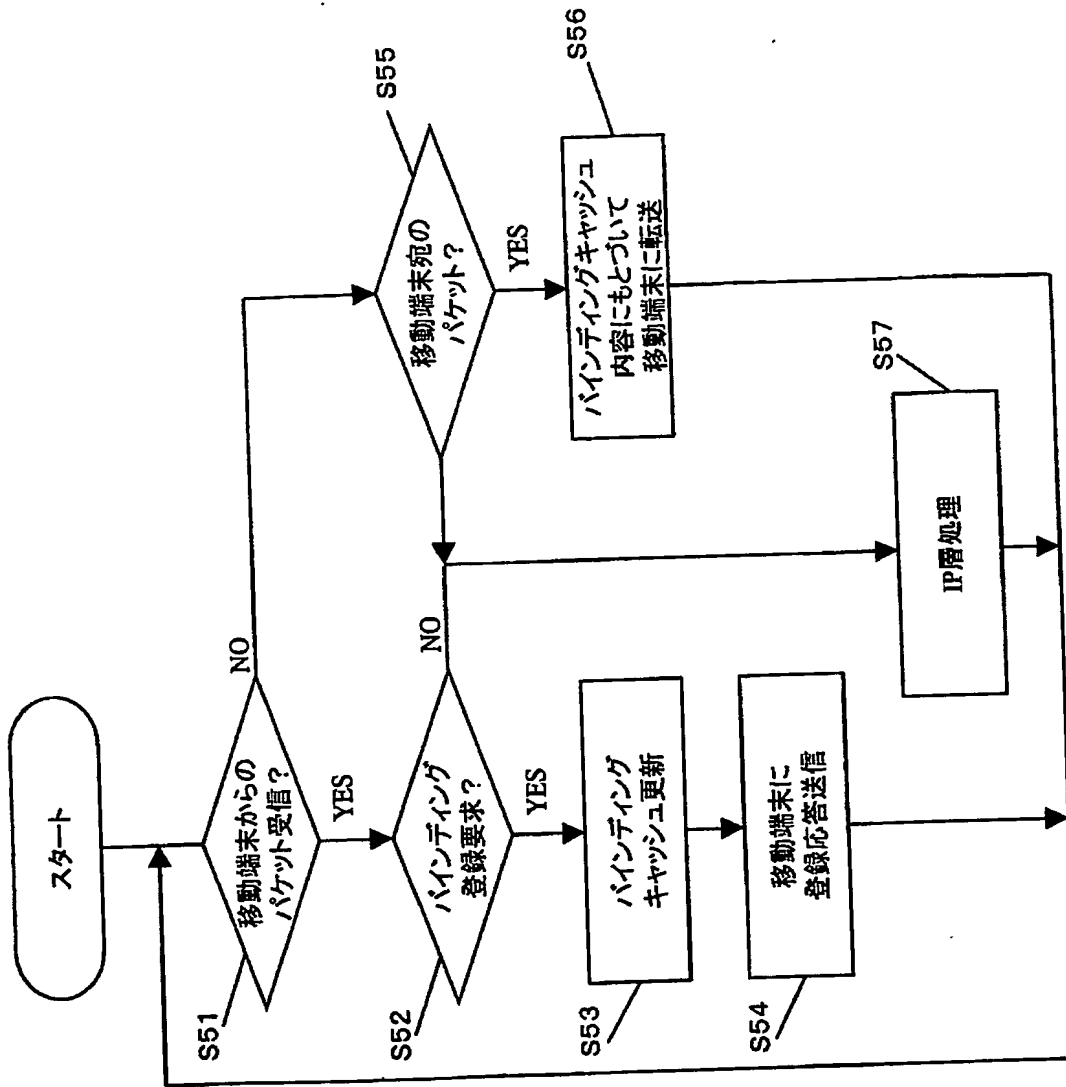 スタート
S51
移動端末からの
パケット受信？
NO
YES
S52
バインディング
登録要求？
NO
YES
S53
バインディング
キャッシュ更新
S54
移動端末に
登録応答送信
S55
移動端末宛の
パケット？
YES
S56
バインディングキャッシュ
内容にもとづいて
移動端末に転送
S57
IP層処理